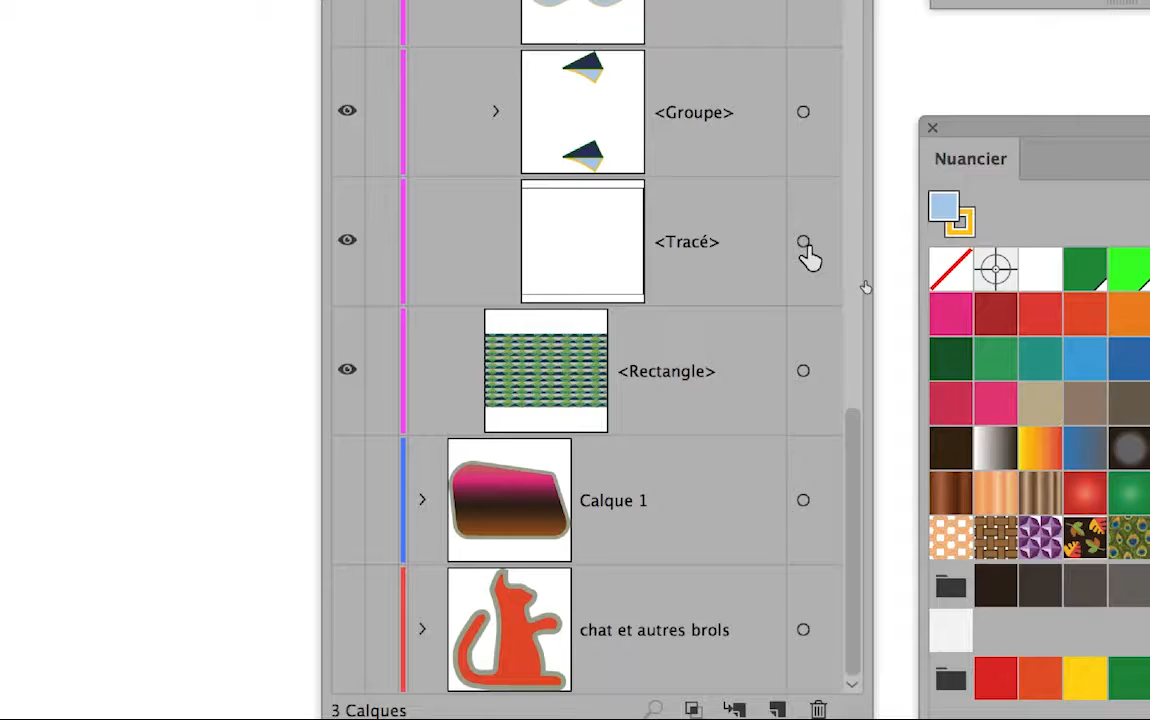 <Groupe>
Nuancier
<Tracé>
<Rectangle>
Calque 1
chat et autres brols
3 Calques